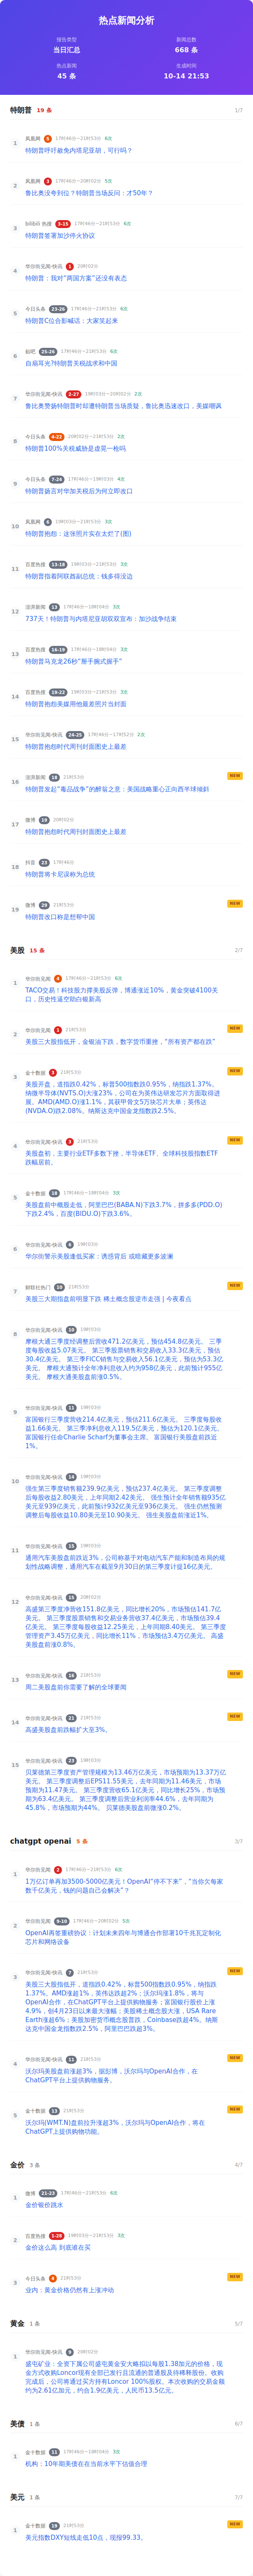 热点新闻分析
报告类型
新闻总数
当日汇总
668 条
热点新闻
生成时间
45 条
10-14 21:53
特朗普 19 条 1/7
1
凤凰网 5 17时46分~21时53分 6次
特朗普呼吁赦免内塔尼亚胡，可行吗？
2
凤凰网 3 17时46分~20时02分 5次
鲁比奥没夸到位？特朗普当场反问：才50年？
3
bilibili 热搜 3-15 17时46分~21时53分 6次
特朗普签署加沙停火协议
4
华尔街见闻-快讯 1 20时02分
特朗普：我对“两国方案”还没有表态
5
今日头条 23-26 17时46分~21时53分 6次
特朗普C位合影喊话：大家笑起来
6
贴吧 25-26 17时46分~21时53分 6次
自扇耳光?特朗普关税战求和中国
7
华尔街见闻-快讯 2-27 19时03分~20时02分 2次
鲁比奥赞扬特朗普时却遭特朗普当场质疑，鲁比奥迅速改口，美媒嘲讽
8
今日头条 4-22 20时02分~21时53分 2次
特朗普100%关税威胁是虚晃一枪吗
9
今日头条 7-24 17时46分~19时03分 4次
特朗普扬言对华加关税后为何立即改口
10
凤凰网 6 19时03分~21时53分 3次
特朗普抱怨：这张照片实在太烂了(图)
11
百度热搜 13-18 19时03分~21时53分 3次
特朗普指着阿联酋副总统：钱多得没边
12
澎湃新闻 13 17时46分~18时04分 3次
737天！特朗普与内塔尼亚胡双双宣布：加沙战争结束
13
百度热搜 16-19 17时46分~18时04分 3次
特朗普马克龙26秒“掰手腕式握手”
14
百度热搜 19-22 19时03分~21时53分 3次
特朗普抱怨美媒用他最差照片当封面
15
华尔街见闻-快讯 24-25 17时46分~17时52分 2次
特朗普抱怨时代周刊封面图史上最差
16
澎湃新闻 18 21时53分 NEW
特朗普发起“毒品战争”的醉翁之意：美国战略重心正向西半球倾斜
17
微博 19 20时02分
特朗普抱怨时代周刊封面图史上最差
18
抖音 23 17时46分
特朗普将卡尼误称为总统
19
微博 29 21时53分 NEW
特朗普改口称是想帮中国
美股 15 条 2/7
1
华尔街见闻 4 17时46分~21时53分 6次
TACO交易！科技股力撑美股反弹，博通涨近10%，黄金突破4100关
口，历史性逼空助白银新高
2
华尔街见闻 1 21时53分 NEW
美股三大股指低开，金银油下跌，数字货币重挫，“所有资产都在跌”
3
金十数据 3 21时53分 NEW
美股开盘，道指跌0.42%，标普500指数跌0.95%，纳指跌1.37%。
纳微半导体(NVTS.O)大涨23%，公司在为英伟达研发芯片方面取得进
展。AMD(AMD.O)涨1.1%，其获甲骨文5万块芯片大单；英伟达
(NVDA.O)跌2.08%。纳斯达克中国金龙指数跌2.5%。
4
华尔街见闻-快讯 3 21时53分 NEW
美股盘初，主要行业ETF多数下挫，半导体ETF、全球科技股指数ETF
跌幅居前。
5
金十数据 18 17时46分~18时04分 3次
美股盘前中概股走低，阿里巴巴(BABA.N)下跌3.7%，拼多多(PDD.O)
下跌2.4%，百度(BIDU.O)下跌3.6%。
6
华尔街见闻-快讯 6 19时03分
华尔街警示美股逢低买家：诱惑背后 或暗藏更多波澜
7
财联社热门 10 21时53分 NEW
美股三大期指盘前明显下跌 稀土概念股逆市走强 | 今夜看点
8
华尔街见闻-快讯 10 19时03分
摩根大通三季度经调整后营收471.2亿美元，预估454.8亿美元。 三季
度每股收益5.07美元。 第三季股票销售和交易收入33.3亿美元，预估
30.4亿美元。 第三季FICC销售与交易收入56.1亿美元，预估为53.3亿
美元。 摩根大通预计全年净利息收入约为958亿美元，此前预计955亿
美元。 摩根大通美股盘前涨0.5%。
9
华尔街见闻-快讯 11 19时03分
富国银行三季度营收214.4亿美元，预估211.6亿美元。 三季度每股收
益1.66美元。 第三季净利息收入119.5亿美元，预估为120.1亿美元。
富国银行任命Charlie Scharf为董事会主席。 富国银行美股盘前跌近
1%。
10
华尔街见闻-快讯 14 19时03分
强生第三季度销售额239.9亿美元，预估237.4亿美元。 第三季度调整
后每股收益2.80美元，上年同期2.42美元。 强生预计全年销售额935亿
美元至939亿美元，此前预计932亿美元至936亿美元。 强生仍然预测
调整后每股收益10.80美元至10.90美元。 强生美股盘前涨近1%。
11
华尔街见闻-快讯 15 19时03分
通用汽车美股盘前跌近3%，公司称基于对电动汽车产能和制造布局的规
划性战略调整，通用汽车在截至9月30日的第三季度计提16亿美元。
12
华尔街见闻-快讯 15 20时02分
高盛第三季度净营收151.8亿美元，同比增长20%，市场预估141.7亿
美元。 第三季度股票销售和交易业务营收37.4亿美元，市场预估39.4
亿美元。 第三季度每股收益12.25美元，上年同期8.40美元。 第三季度
管理资产3.45万亿美元，同比增长11%，市场预估3.4万亿美元。 高盛
美股盘前涨0.8%。
13
华尔街见闻-快讯 16 21时53分 NEW
周二美股盘前你需要了解的全球要闻
14
华尔街见闻-快讯 21 21时53分 NEW
高盛美股盘前跌幅扩大至3%。
15
华尔街见闻-快讯 23 19时03分
贝莱德第三季度资产管理规模为13.46万亿美元，市场预期为13.37万亿
美元。 第三季度调整后EPS11.55美元，去年同期为11.46美元，市场预
期为11.47美元。 第三季度营收65.1亿美元，同比增长25%，市场预期
为63.4亿美元。 第三季度调整后营业利润率44.6%，去年同期为
45.8%，市场预期为44%。 贝莱德美股盘前微涨0.2%。
chatgpt openai 5 条 3/7
1
华尔街见闻 2 17时46分~21时53分 6次
1万亿订单再加3500-5000亿美元！OpenAI“停不下来”，“当你欠每家
数千亿美元，钱的问题自己会解决”？
2
华尔街见闻 9-10 17时46分~20时02分 5次
OpenAI再签重磅协议：计划未来四年与博通合作部署10千兆瓦定制化
芯片和网络设备
3
华尔街见闻-快讯 7 21时53分 NEW
美股三大股指低开，道指跌0.42%，标普500指数跌0.95%，纳指跌
1.37%。 AMD涨超1%，英伟达跌超2%；沃尔玛涨1.8%，将与
OpenAI合作，在ChatGPT平台上提供购物服务；富国银行股价上涨
4.9%，创4月23日以来最大涨幅；美股稀土概念股大涨，USA Rare
Earth涨超6%；美股加密货币概念股普跌，Coinbase跌超4%。纳斯
达克中国金龙指数跌2.5%，阿里巴巴跌超3%。
4
华尔街见闻-快讯 11 21时53分 NEW
沃尔玛美股盘前涨超3%，据彭博，沃尔玛与OpenAI合作，在
ChatGPT平台上提供购物服务。
5
金十数据 13 21时53分 NEW
沃尔玛(WMT.N)盘前拉升涨超3%，沃尔玛与OpenAI合作，将在
ChatGPT上提供购物功能。
金价 3 条 4/7
1
微博 21-23 17时46分~21时53分 6次
金价银价跳水
2
百度热搜 1-28 19时03分~21时53分 3次
金价这么高 到底谁在买
3
今日头条 4 21时53分 NEW
业内：黄金价格仍然有上涨冲动
黄金 1 条 5/7
1
华尔街见闻-快讯 9 20时02分
盛屯矿业：全资下属公司盛屯黄金安大略拟以每股1.38加元的价格，现
金方式收购Loncor现有全部已发行且流通的普通股及待稀释股份。收购
完成后，公司将通过买方持有Loncor 100%股权。本次收购的交易金额
约为2.61亿加元，约合1.9亿美元，人民币13.5亿元。
美债 1 条 6/7
1
金十数据 11 17时46分~18时04分 3次
机构：10年期美债在在当前水平下估值合理
美元 1 条 7/7
1
金十数据 19 21时53分 NEW
美元指数DXY短线走低10点，现报99.33。